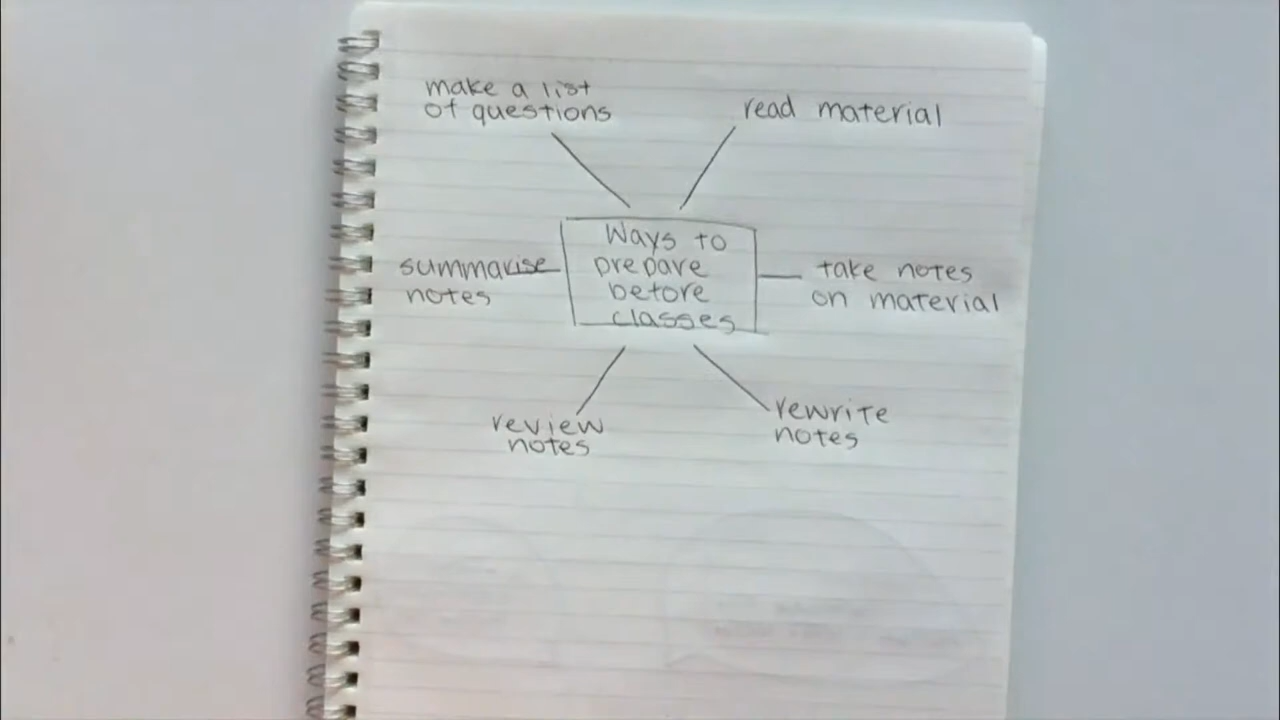 make a list
of questions
read material
Ways to
prepare
before
classes
summarise
notes
take notes
on material
review
notes
rewrite
notes